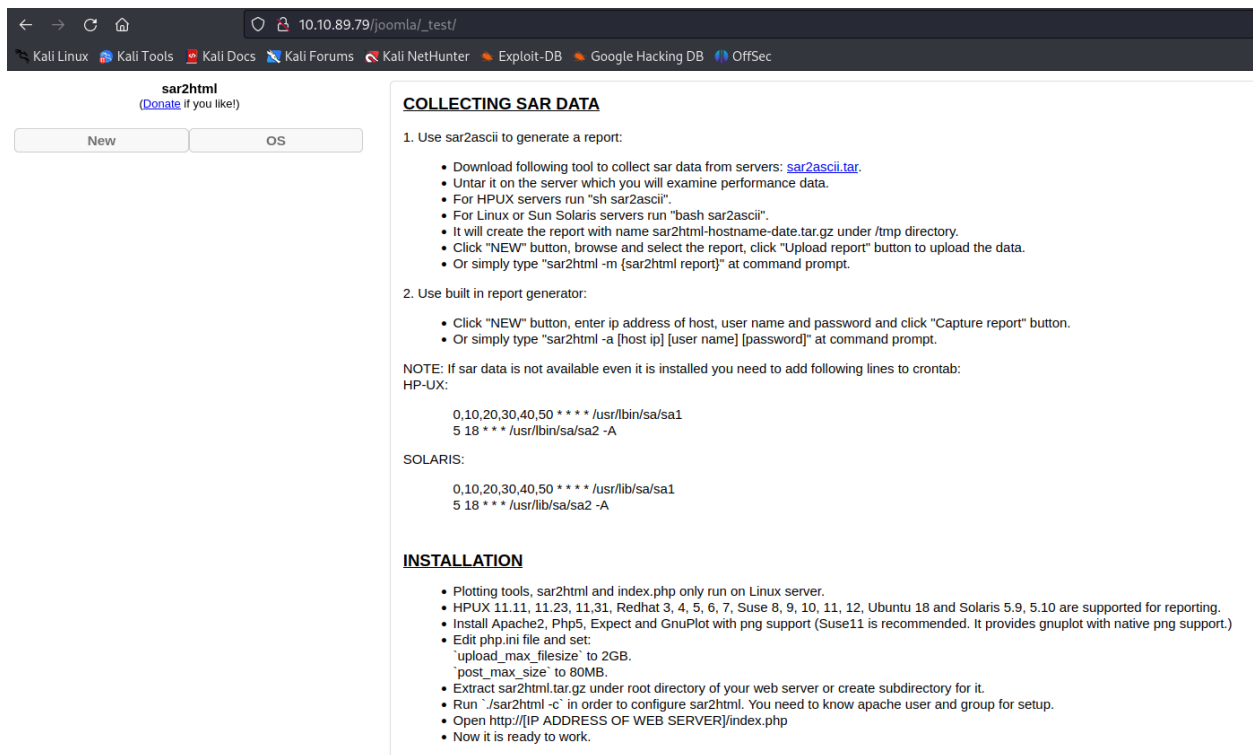 10.10.89.79/joomla/_test/
Kali Linux Kali Tools Kali Docs Kali Forums Kali NetHunter Exploit-DB Google Hacking DB OffSec
sar2html
(Donate if you like!)
New OS
COLLECTING SAR DATA
1. Use sar2ascii to generate a report:
• Download following tool to collect sar data from servers: sar2ascii.tar.
• Untar it on the server which you will examine performance data.
• For HPUX servers run "sh sar2ascii".
• For Linux or Sun Solaris servers run "bash sar2ascii".
• It will create the report with name sar2html-hostname-date.tar.gz under /tmp directory.
• Click "NEW" button, browse and select the report, click "Upload report" button to upload the data.
• Or simply type "sar2html -m {sar2html report}" at command prompt.
2. Use built in report generator:
• Click "NEW" button, enter ip address of host, user name and password and click "Capture report" button.
• Or simply type "sar2html -a [host ip] [user name] [password]" at command prompt.
NOTE: If sar data is not available even it is installed you need to add following lines to crontab:
HP-UX:
0,10,20,30,40,50 * * * * /usr/lbin/sa/sa1
5 18 * * * /usr/lbin/sa/sa2 -A
SOLARIS:
0,10,20,30,40,50 * * * * /usr/lib/sa/sa1
5 18 * * * /usr/lib/sa/sa2 -A
INSTALLATION
• Plotting tools, sar2html and index.php only run on Linux server.
• HPUX 11.11, 11.23, 11,31, Redhat 3, 4, 5, 6, 7, Suse 8, 9, 10, 11, 12, Ubuntu 18 and Solaris 5.9, 5.10 are supported for reporting.
• Install Apache2, Php5, Expect and GnuPlot with png support (Suse11 is recommended. It provides gnuplot with native png support.)
• Edit php.ini file and set:
`upload_max_filesize` to 2GB.
`post_max_size` to 80MB.
• Extract sar2html.tar.gz under root directory of your web server or create subdirectory for it.
• Run `./sar2html -c` in order to configure sar2html. You need to know apache user and group for setup.
• Open http://[IP ADDRESS OF WEB SERVER]/index.php
• Now it is ready to work.